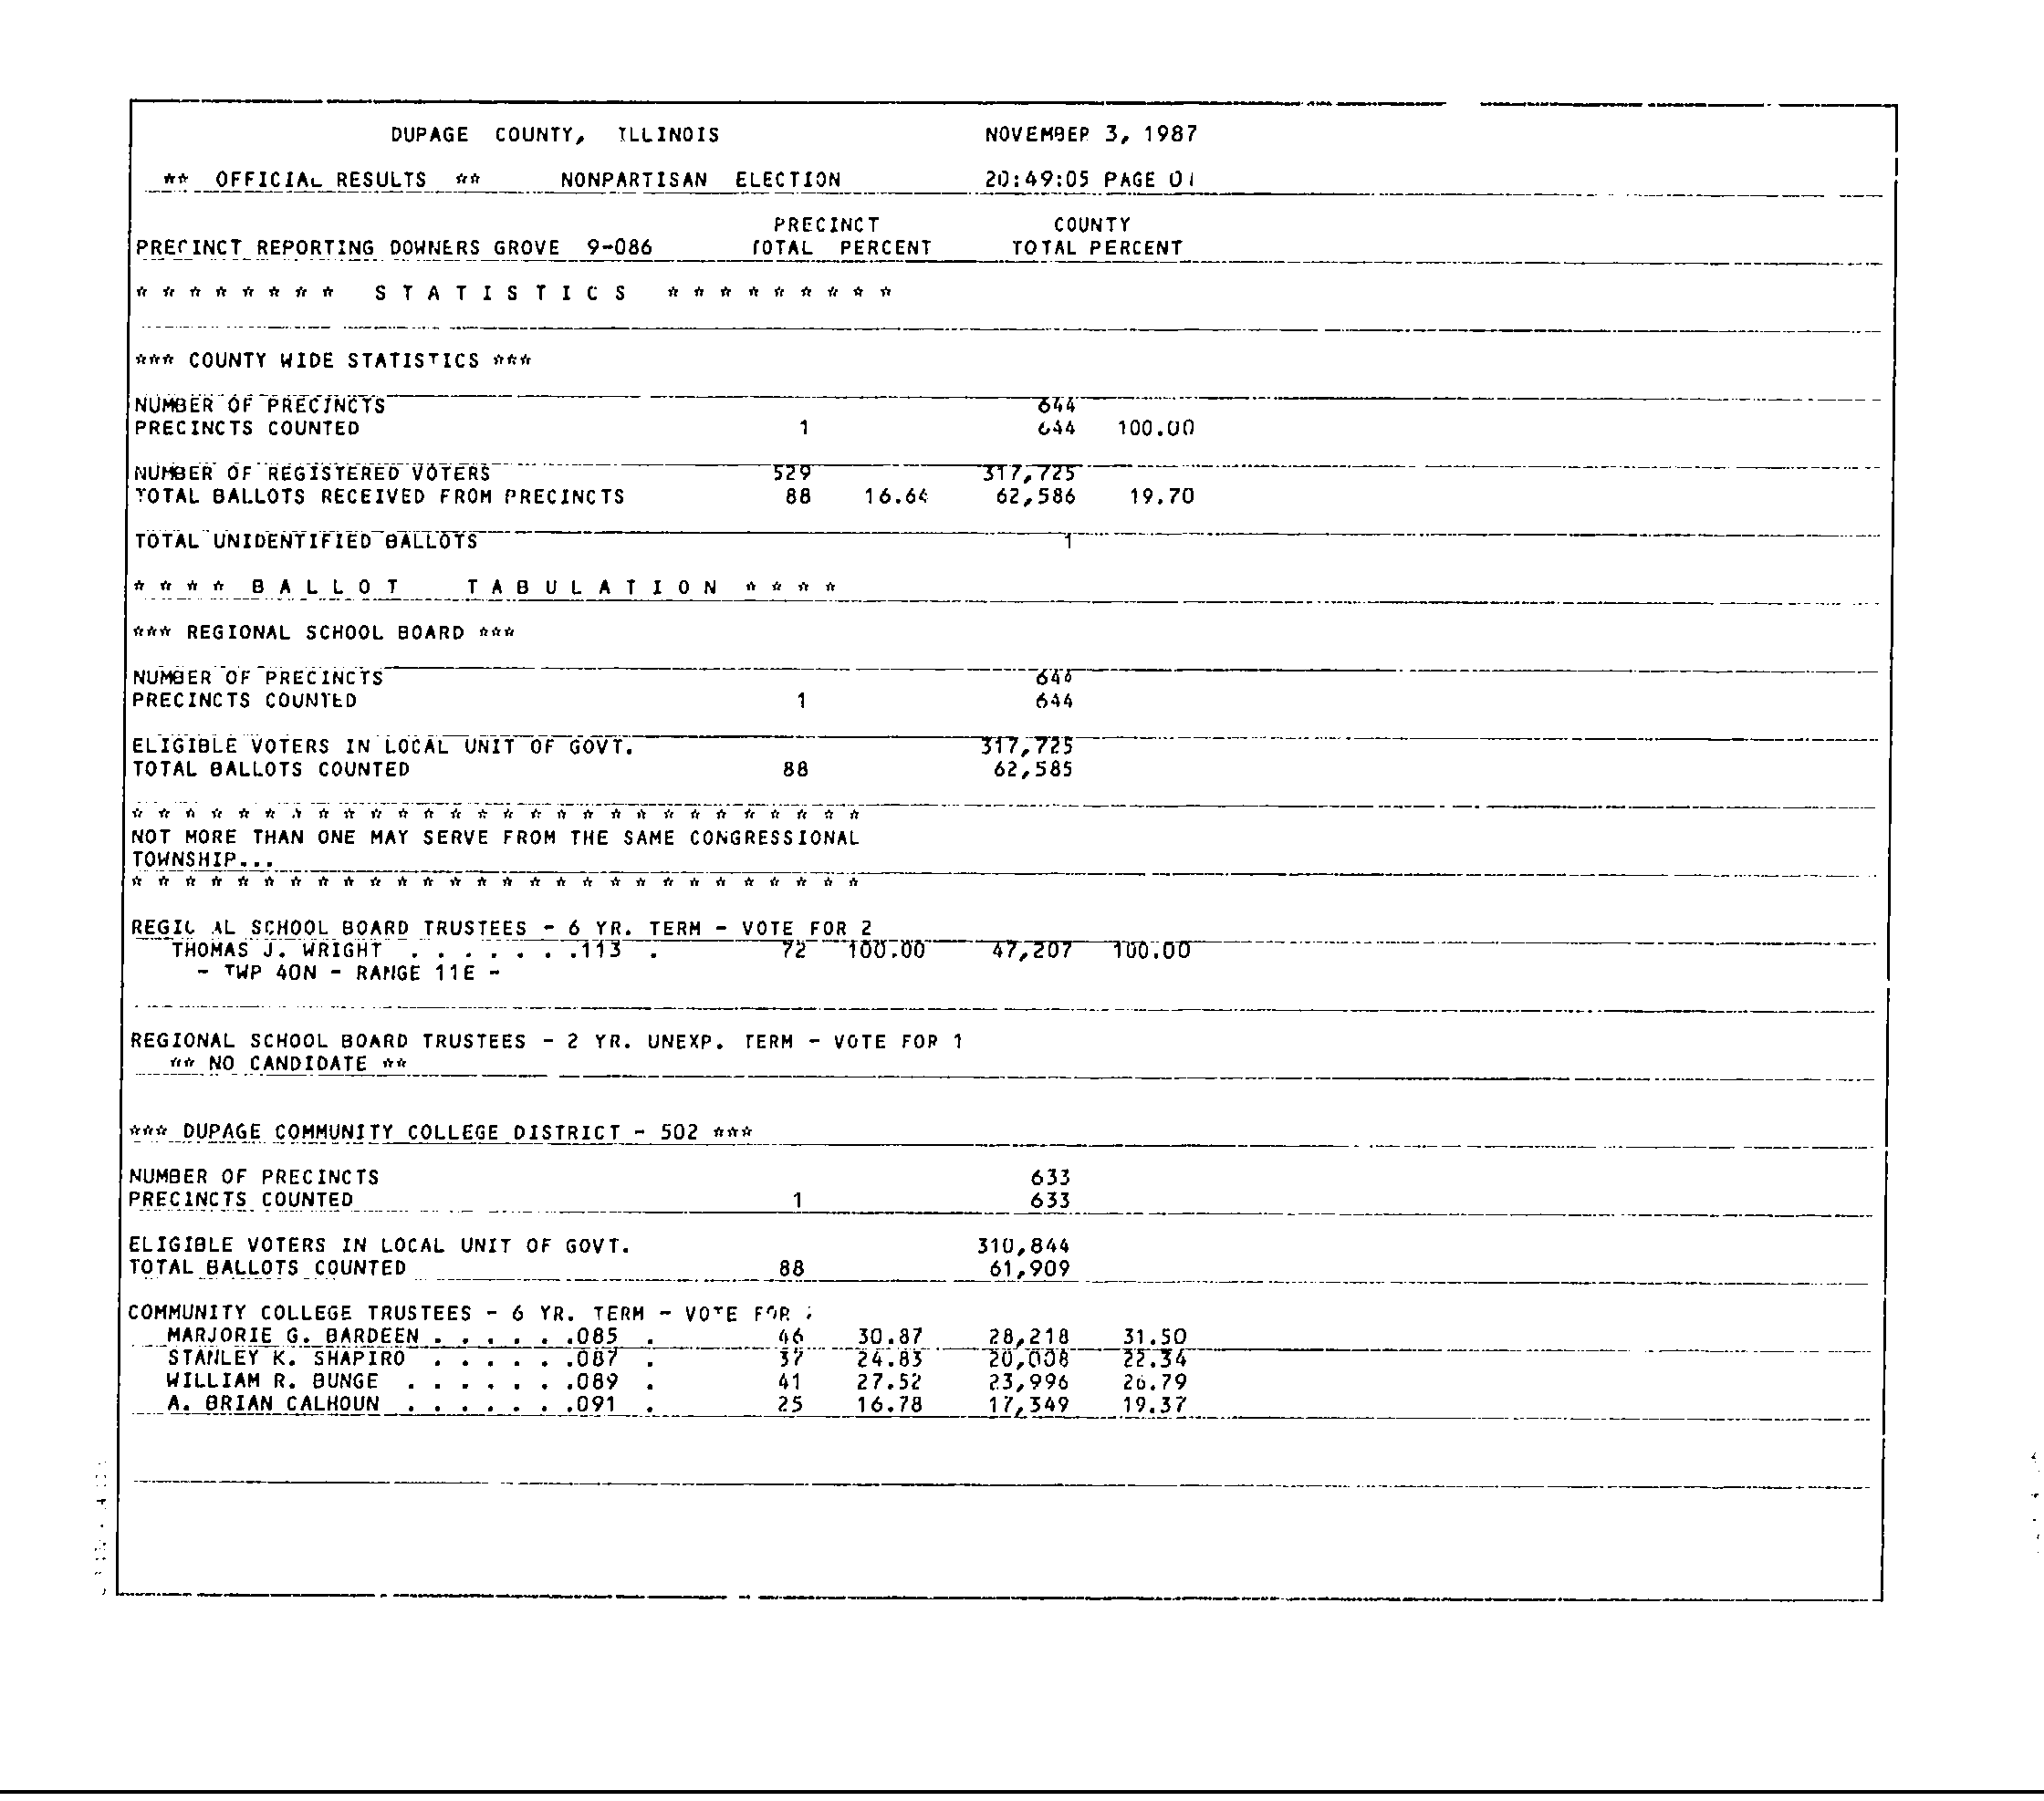 DUPAGE COUNTY, ILLINOIS NOVEMBER 3, 1987
** OFFICIAL RESULTS ** NONPARTISAN ELECTION 20:49:05 PAGE 01
PRECINCT COUNTY
PRECINCT REPORTING DOWNERS GROVE 9-086 TOTAL PERCENT TOTAL PERCENT
* * * * * * * * S T A T I S T I C S * * * * * * * * *
*** COUNTY WIDE STATISTICS ***
NUMBER OF PRECINCTS 644
PRECINCTS COUNTED 1 644 100.00
NUMBER OF REGISTERED VOTERS 529 317,725
TOTAL BALLOTS RECEIVED FROM PRECINCTS 88 16.64 62,586 19.70
TOTAL UNIDENTIFIED BALLOTS 1
* * * * B A L L O T T A B U L A T I O N * * * *
*** REGIONAL SCHOOL BOARD ***
NUMBER OF PRECINCTS 644
PRECINCTS COUNTED 1 644
ELIGIBLE VOTERS IN LOCAL UNIT OF GOVT. 317,725
TOTAL BALLOTS COUNTED 88 62,585
* * * * * * * * * * * * * * * * * * * * * * * * * * * *
NOT MORE THAN ONE MAY SERVE FROM THE SAME CONGRESSIONAL
TOWNSHIP...
* * * * * * * * * * * * * * * * * * * * * * * * * * * *
REGIONAL SCHOOL BOARD TRUSTEES - 6 YR. TERM - VOTE FOR 2
THOMAS J. WRIGHT . . . . . . .113 . 72 100.00 47,207 100.00
- TWP 40N - RANGE 11E -
REGIONAL SCHOOL BOARD TRUSTEES - 2 YR. UNEXP. TERM - VOTE FOR 1
** NO CANDIDATE **
*** DUPAGE COMMUNITY COLLEGE DISTRICT - 502 ***
NUMBER OF PRECINCTS 633
PRECINCTS COUNTED 1 633
ELIGIBLE VOTERS IN LOCAL UNIT OF GOVT. 310,844
TOTAL BALLOTS COUNTED 88 61,909
COMMUNITY COLLEGE TRUSTEES - 6 YR. TERM - VOTE FOR
MARJORIE G. BARDEEN . . . . . .085 . 46 30.87 28,218 31.50
STANLEY K. SHAPIRO . . . . . .087 . 37 24.83 20,008 22.34
WILLIAM R. BUNGE . . . . . . .089 . 41 27.52 23,996 26.79
A. BRIAN CALHOUN . . . . . . .091 . 25 16.78 17,349 19.37